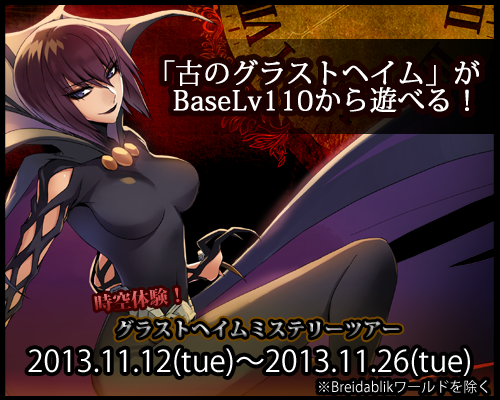 「古のグラストヘイム」が
BaseLv110から遊べる！
時空体験！
グラストヘイムミステリーツアー
2013.11.12(tue)～2013.11.26(tue)
※Breidablikワールドを除く